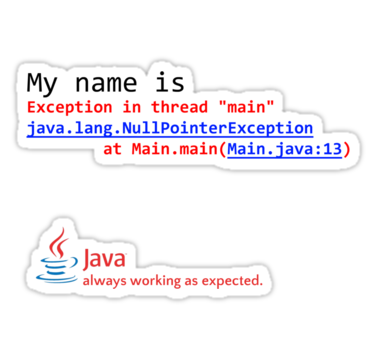 My name is
Exception in thread "main"
java.lang.NullPointerException
at Main.main(Main.java:13)
Java
always working as expected.